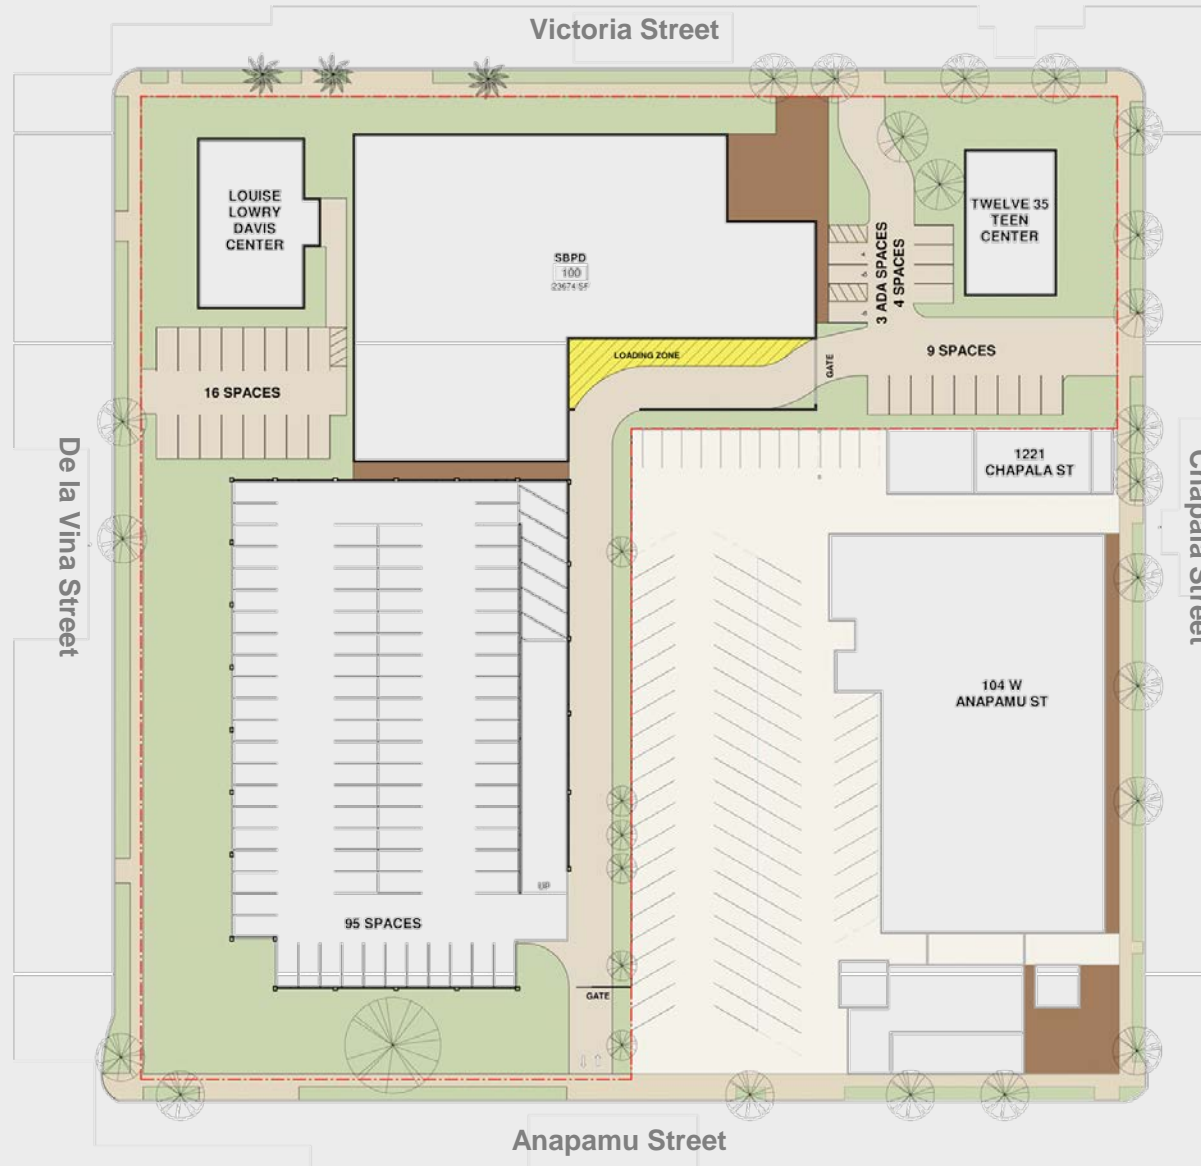 Victoria Street
LOUISE
LOWRY
DAVIS
CENTER
TWELVE 35
TEEN
CENTER
SBPD
100
23674 SF
3 ADA SPACES
4 SPACES
LOADING ZONE
GATE
9 SPACES
16 SPACES
De la Vina Street
1221
CHAPALA ST
Chapala Street
104 W
ANAPAMU ST
UP
95 SPACES
GATE
Anapamu Street